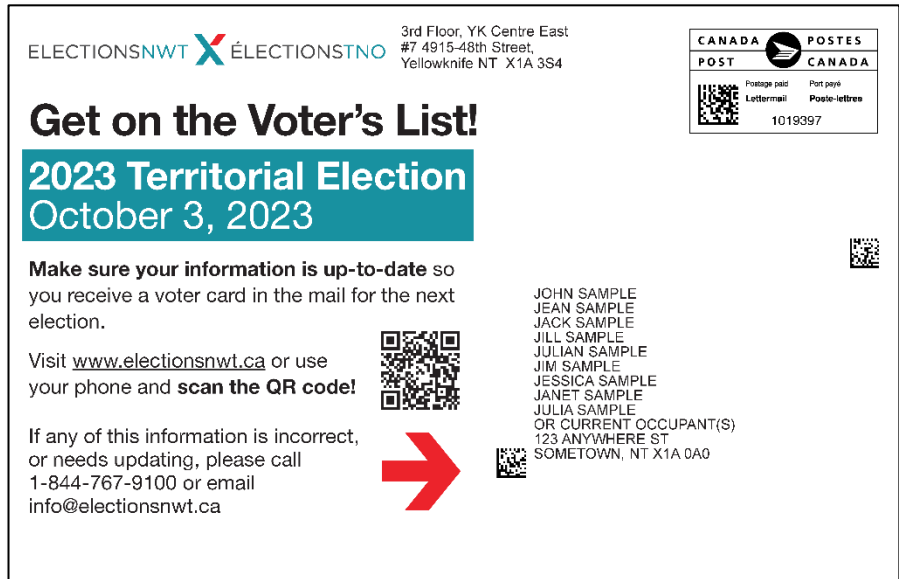 ELECTIONSNWT X ÉLECTIONSTNO
3rd Floor, YK Centre East
#7 4915-48th Street,
Yellowknife NT  X1A 3S4
CANADA POSTES
POST CANADA
Postage paid Port payé
Lettermail Poste-lettres
1019397
Get on the Voter's List!
2023 Territorial Election
October 3, 2023
Make sure your information is up-to-date so
you receive a voter card in the mail for the next
election.
Visit www.electionsnwt.ca or use
your phone and scan the QR code!
If any of this information is incorrect,
or needs updating, please call
1-844-767-9100 or email
info@electionsnwt.ca
JOHN SAMPLE
JEAN SAMPLE
JACK SAMPLE
JILL SAMPLE
JULIAN SAMPLE
JIM SAMPLE
JESSICA SAMPLE
JANET SAMPLE
JULIA SAMPLE
OR CURRENT OCCUPANT(S)
123 ANYWHERE ST
SOMETOWN, NT X1A 0A0